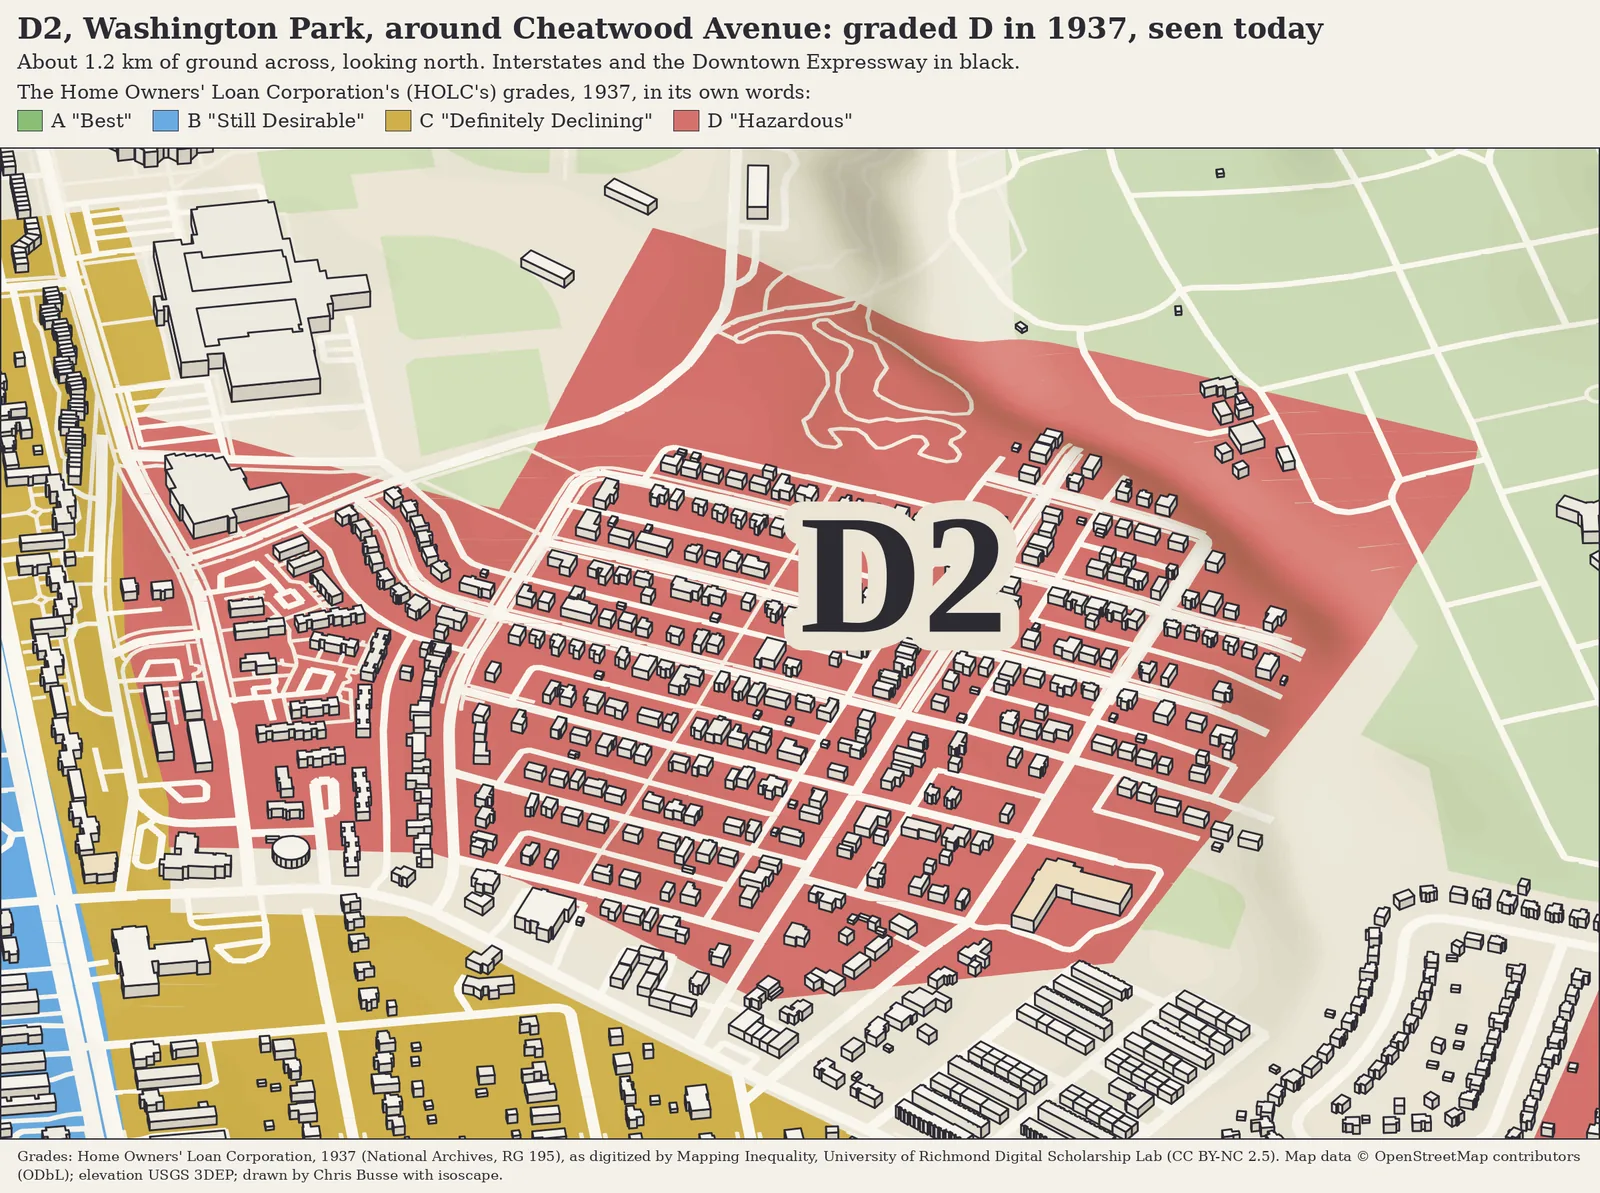 D2, Washington Park, around Cheatwood Avenue: graded D in 1937, seen today
About 1.2 km of ground across, looking north. Interstates and the Downtown Expressway in black.
The Home Owners' Loan Corporation's (HOLC's) grades, 1937, in its own words:
A "Best" B "Still Desirable" C "Definitely Declining" D "Hazardous"
D2
Grades: Home Owners' Loan Corporation, 1937 (National Archives, RG 195), as digitized by Mapping Inequality, University of Richmond Digital Scholarship Lab (CC BY-NC 2.5). Map data © OpenStreetMap contributors
(ODbL); elevation USGS 3DEP; drawn by Chris Busse with isoscape.